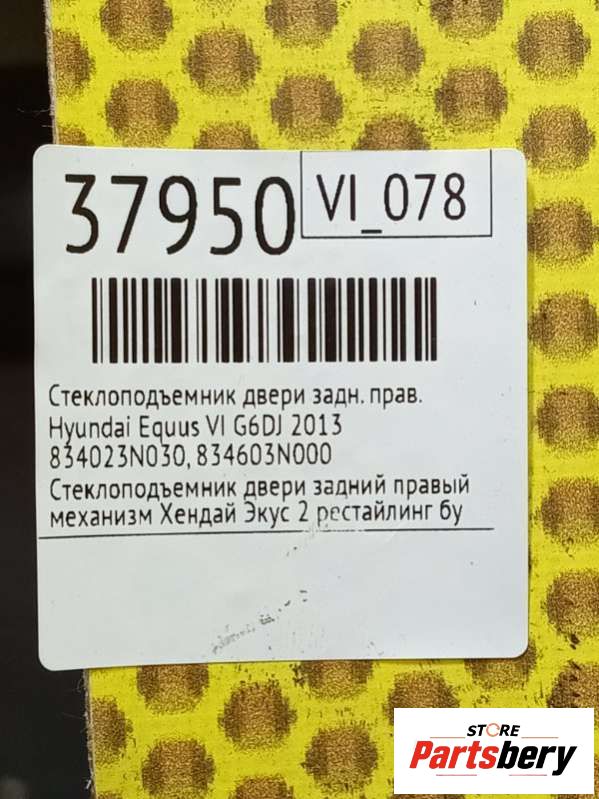 37950
VI_078
Стеклоподъемник двери задн. прав.
Hyundai Equus VI G6DJ 2013
834023N030, 834603N000
Стеклоподъемник двери задний правый
механизм Хендай Экус 2 рестайлинг бу
STORE
Partsbery